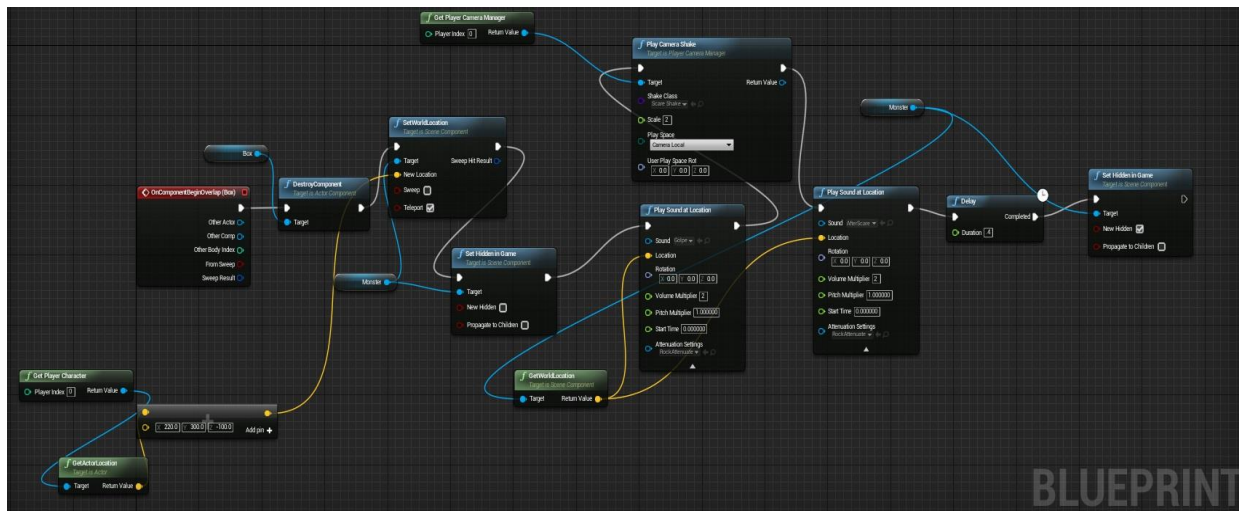 Get Player Camera Manager
Player Index 0 Return Value
Play Camera Shake
Target is Player Camera Manager
Target Return Value
Shake Class
Scare Shake
Scale 2
Play Space
Camera Local
User Play Space Rot
X 0.0 Y 0.0 Z 0.0
Monster
SetWorldLocation
Target is Scene Component
Target Sweep Hit Result
New Location
Sweep
Teleport
Box
DestroyComponent
Target is Actor Component
Target
OnComponentBeginOverlap (Box)
Other Actor
Other Comp
Other Body Index
From Sweep
Sweep Result
Monster
Set Hidden in Game
Target is Scene Component
Target
New Hidden
Propagate to Children
Play Sound at Location
Sound Golpe
Location
Rotation
X 0.0 Y 0.0 Z 0.0
Volume Multiplier 2
Pitch Multiplier 1.000000
Start Time 0.000000
Attenuation Settings
RockAttenuate
Play Sound at Location
Sound AfterScare
Location
Rotation
X 0.0 Y 0.0 Z 0.0
Volume Multiplier 2
Pitch Multiplier 1.000000
Start Time 0.000000
Attenuation Settings
RockAttenuate
Delay
Completed
Duration .4
Set Hidden in Game
Target is Scene Component
Target
New Hidden
Propagate to Children
GetWorldLocation
Target is Scene Component
Target Return Value
Get Player Character
Player Index 0 Return Value
X 220.0 Y 300.0 Z -100.0 Add pin
GetActorLocation
Target is Actor
Target Return Value
BLUEPRINT